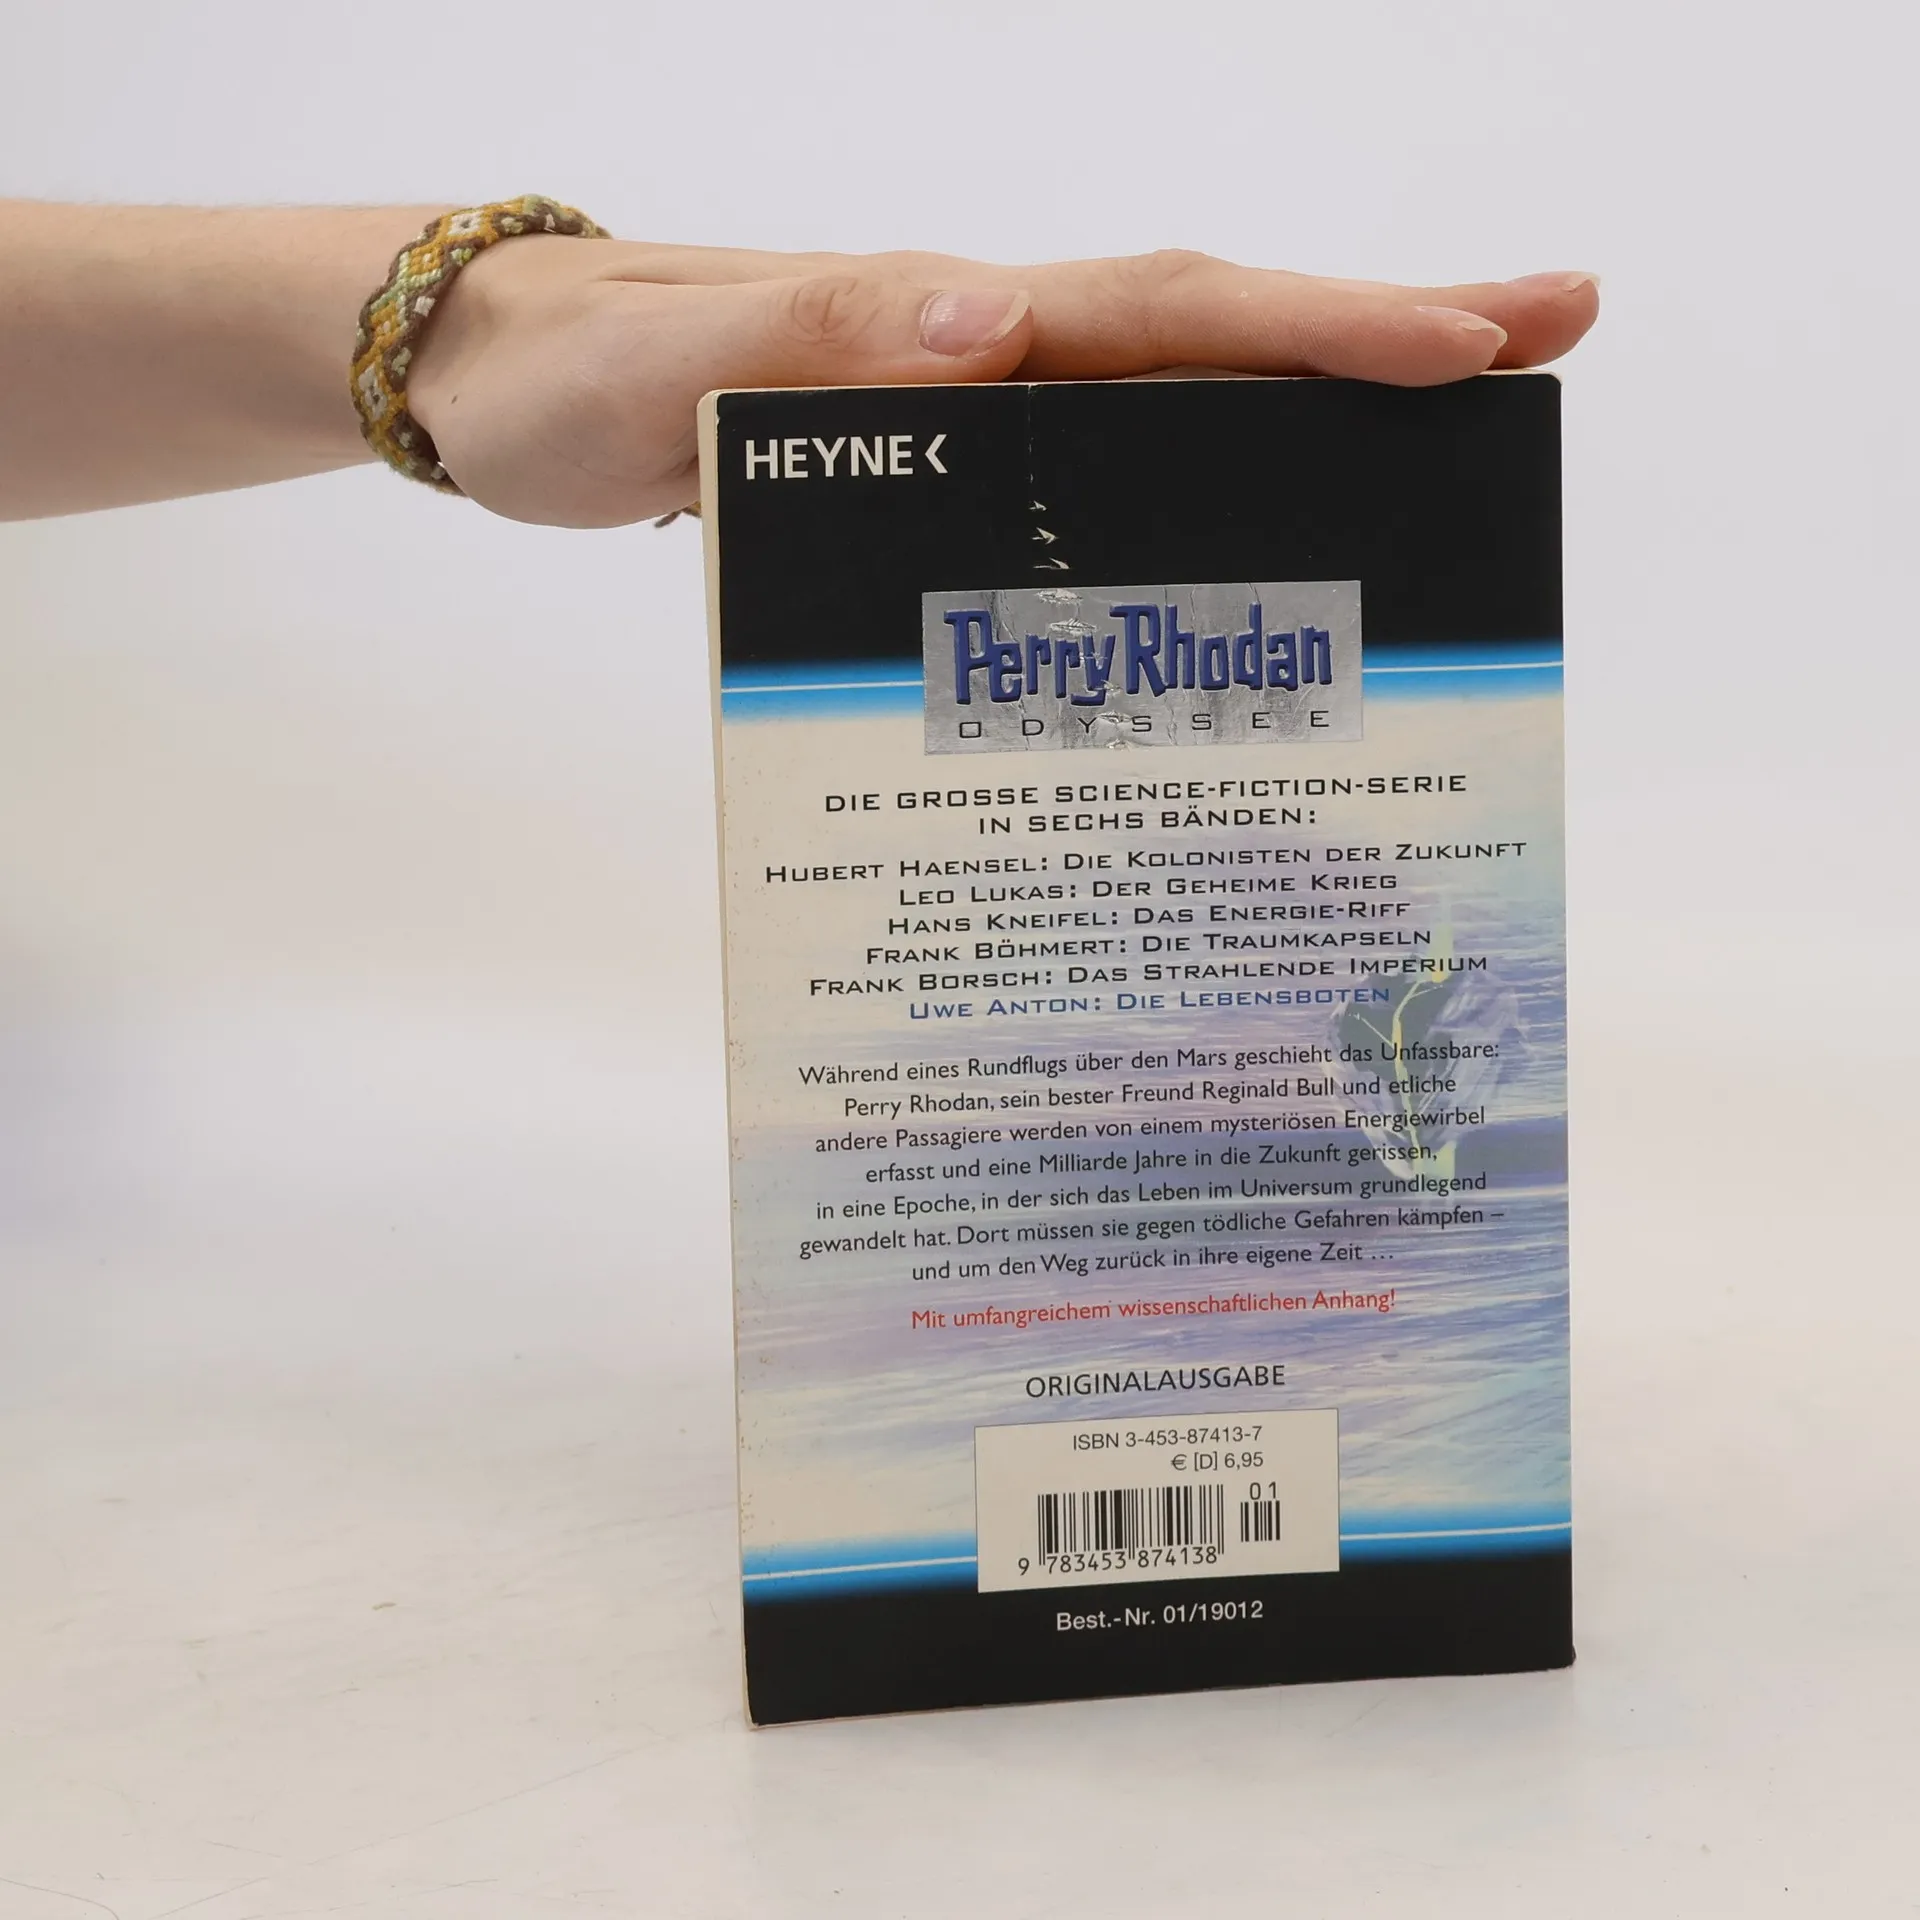 HEYNE
Perry Rhodan
ODYSSEE
DIE GROSSE SCIENCE-FICTION-SERIE
IN SECHS BÄNDEN:
HUBERT HAENSEL: DIE KOLONISTEN DER ZUKUNFT
LEO LUKAS: DER GEHEIME KRIEG
HANS KNEIFEL: DAS ENERGIE-RIFF
FRANK BÖHMERT: DIE TRAUMKAPSELN
FRANK BORSCH: DAS STRAHLENDE IMPERIUM
UWE ANTON: DIE LEBENSBOTEN
Während eines Rundflugs über den Mars geschieht das Unfassbare:
Perry Rhodan, sein bester Freund Reginald Bull und etliche
andere Passagiere werden von einem mysteriösen Energiewirbel
erfasst und eine Milliarde Jahre in die Zukunft gerissen,
in eine Epoche, in der sich das Leben im Universum grundlegend
gewandelt hat. Dort müssen sie gegen tödliche Gefahren kämpfen –
und um den Weg zurück in ihre eigene Zeit ...
Mit umfangreichem wissenschaftlichen Anhang!
ORIGINALAUSGABE
ISBN 3-453-87413-7
€ [D] 6,95
01
9 783453 874138
Best.-Nr. 01/19012